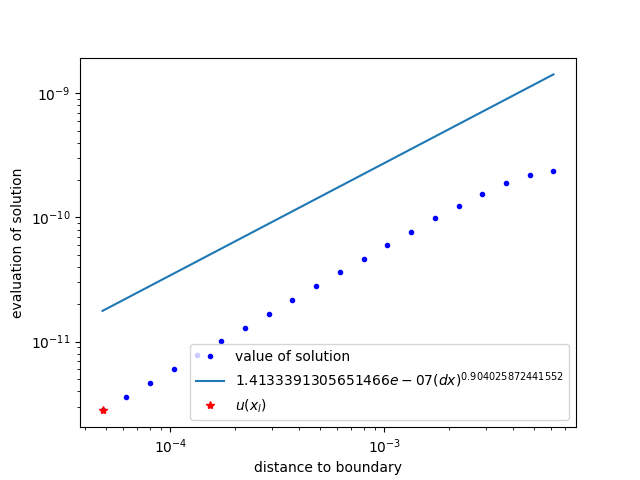 10⁻⁹
10⁻¹⁰
10⁻¹¹
evaluation of solution
value of solution
1.4133391305651466e − 07(dx)^0.904025872441552
u(x_l)
10⁻⁴ 10⁻³
distance to boundary